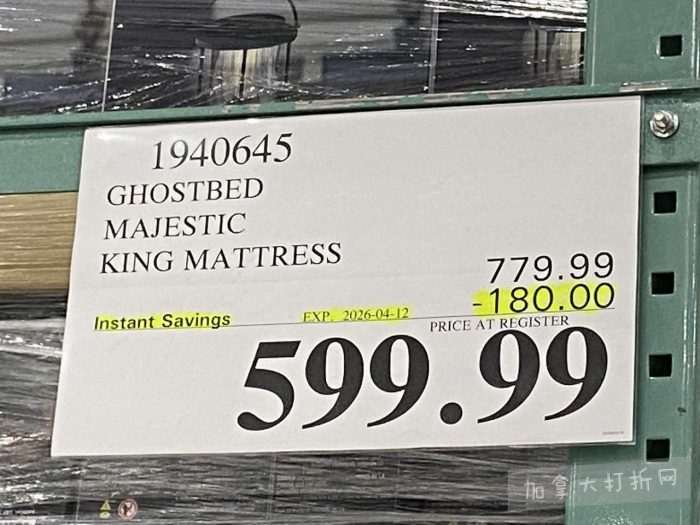 1940645
GHOSTBED
MAJESTIC
KING MATTRESS
779.99
Instant Savings EXP. 2026-04-12 -180.00
PRICE AT REGISTER
599.99
加拿大打折网